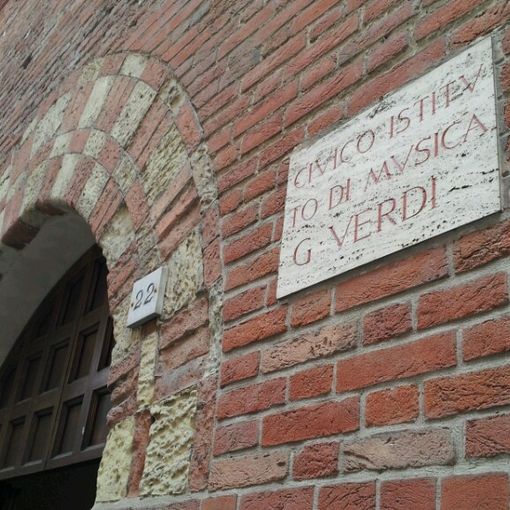 CIVICO ISTITV
TO DI MVSICA
G VERDI
22